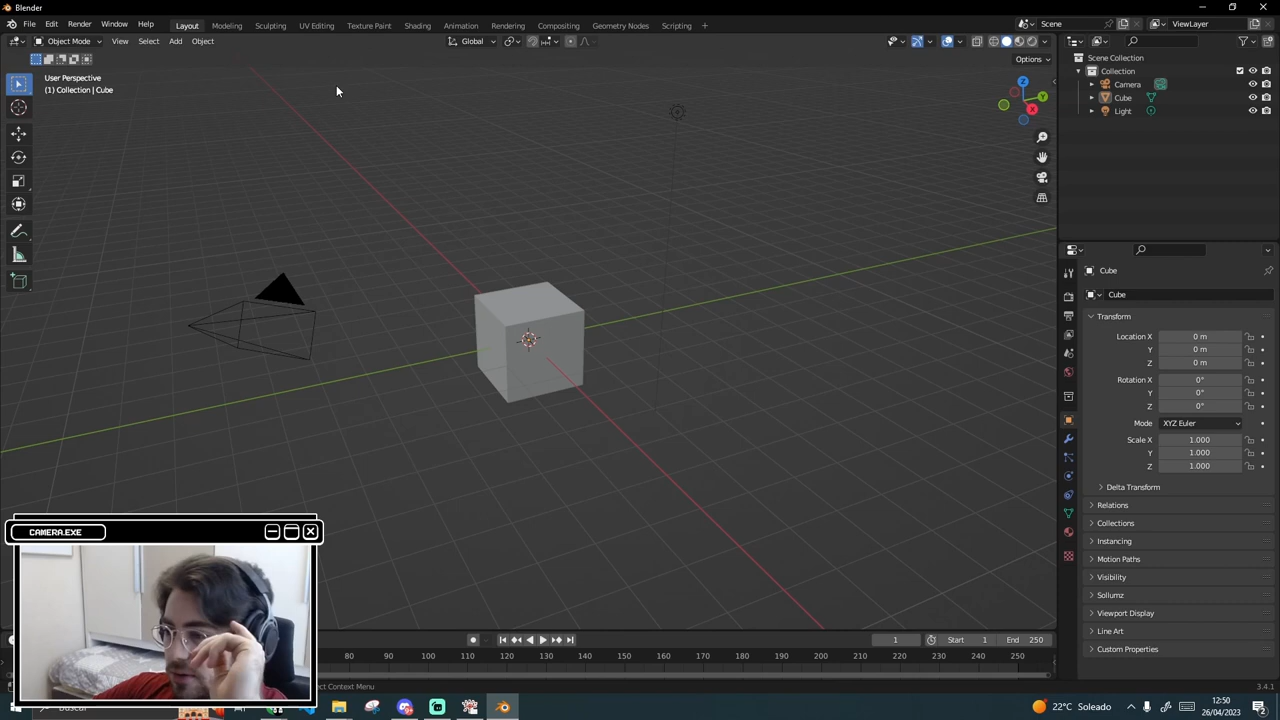 Blender
File Edit Render Window Help
Layout Modeling Sculpting UV Editing Texture Paint Shading Animation Rendering Compositing Geometry Nodes Scripting +
Scene
ViewLayer
Object Mode View Select Add Object
Global
Options
User Perspective
(1) Collection | Cube
Z
Y
X
Scene Collection
Collection
Camera
Cube
Light
Cube
Cube
Transform
Location X 0 m
Y 0 m
Z 0 m
Rotation X 0°
Y 0°
Z 0°
Mode XYZ Euler
Scale X 1.000
Y 1.000
Z 1.000
Delta Transform
Relations
Collections
Instancing
Motion Paths
Visibility
Sollumz
Viewport Display
Line Art
Custom Properties
CAMERA.EXE
1 Start 1 End 250
80 90 100 110 120 130 140 150 160 170 180 190 200 210 220 230 240 250
Context Menu
3.4.1
Buscar
22°C Soleado
12:50
26/04/2023
2